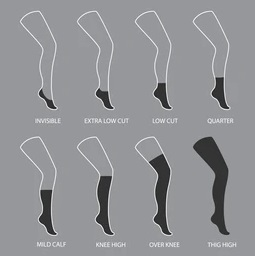 INVISIBLE EXTRA LOW CUT LOW CUT QUARTER
MILD CALF KNEE HIGH OVER KNEE THIG HIGH